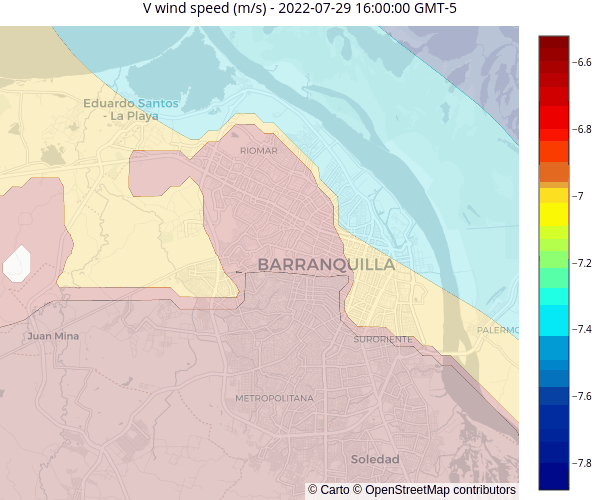 V wind speed (m/s) - 2022-07-29 16:00:00 GMT-5
Eduardo Santos
- La Playa
RIOMAR
BARRANQUILLA
PALERMO
Juan Mina
SURORIENTE
METROPOLITANA
Soledad
© Carto © OpenStreetMap contributors
−6.6
−6.8
−7
−7.2
−7.4
−7.6
−7.8